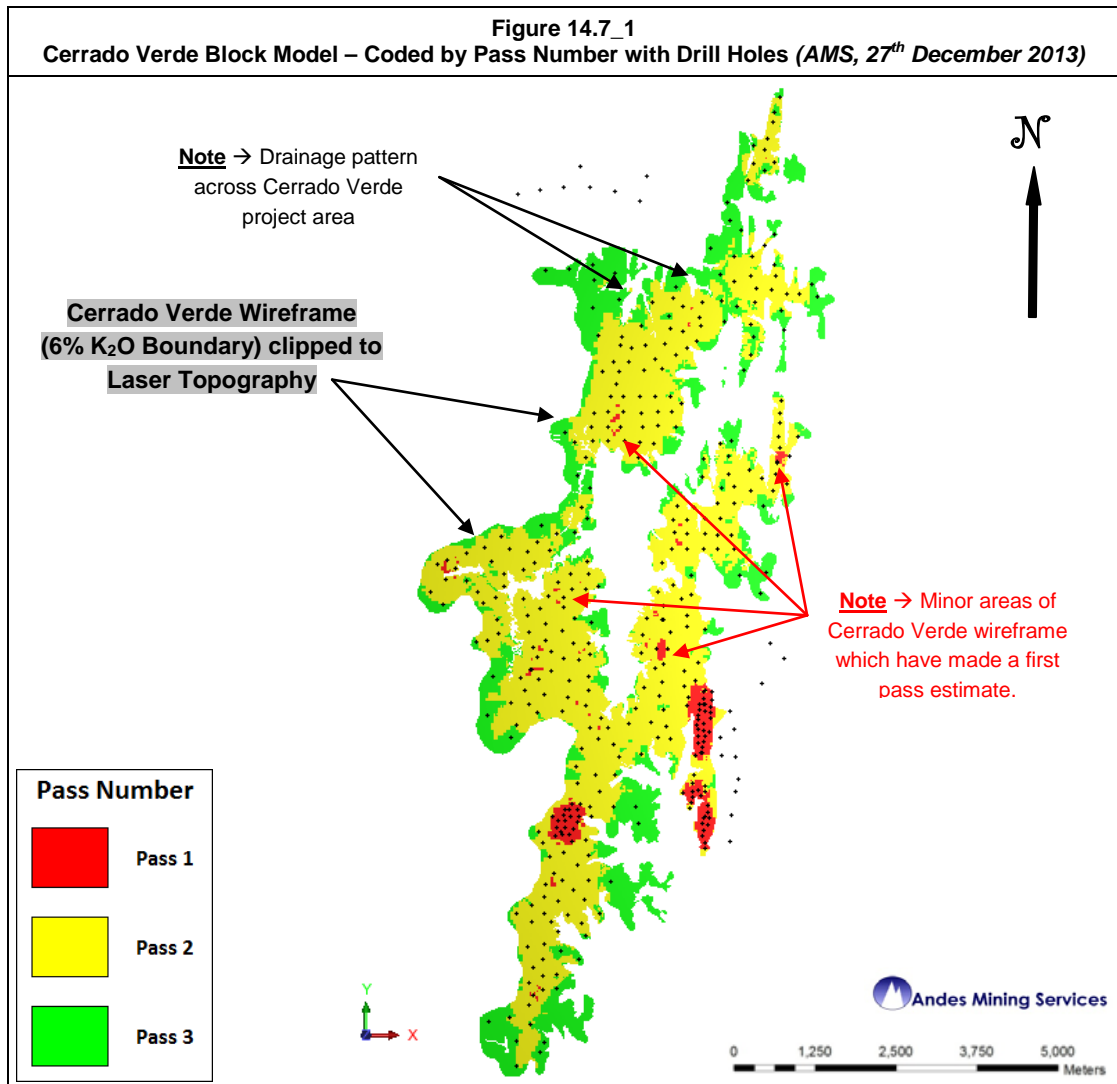 Figure 14.7_1
Cerrado Verde Block Model – Coded by Pass Number with Drill Holes (AMS, 27th December 2013)
Note → Drainage pattern
across Cerrado Verde
project area
N
Cerrado Verde Wireframe
(6% K₂O Boundary) clipped to
Laser Topography
Note → Minor areas of
Cerrado Verde wireframe
which have made a first
pass estimate.
Pass Number
Pass 1
Pass 2
Pass 3
Y
X
Andes Mining Services
0 1,250 2,500 3,750 5,000
Meters